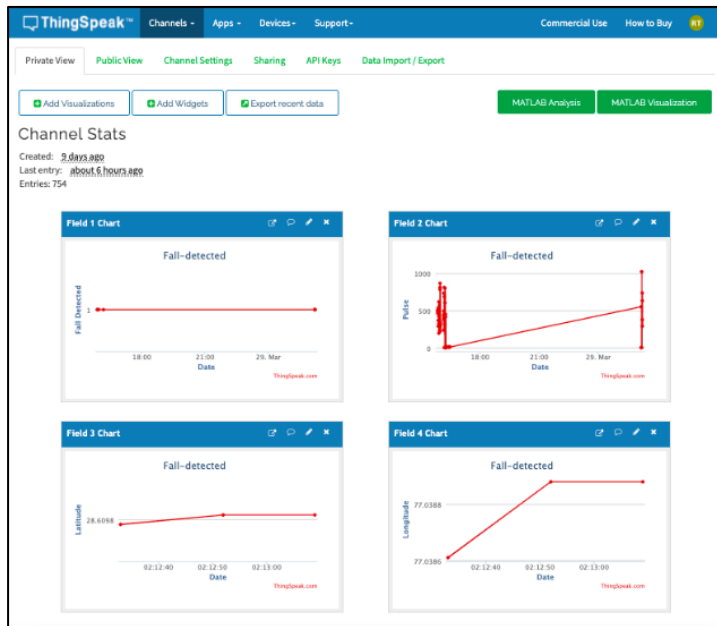 ThingSpeak™ Channels Apps Devices Support Commercial Use How to Buy RT
Private View Public View Channel Settings Sharing API Keys Data Import / Export
Add Visualizations Add Widgets Export recent data MATLAB Analysis MATLAB Visualization
Channel Stats
Created: 9 days ago
Last entry: about 6 hours ago
Entries: 754
Field 1 Chart
Fall-detected
Fall Detected
1
18:00 21:00 29. Mar
Date
ThingSpeak.com
Field 2 Chart
Fall-detected
Pulse
1000
500
0
18:00 21:00 29. Mar
Date
ThingSpeak.com
Field 3 Chart
Fall-detected
Latitude
28.6098
02:12:40 02:12:50 02:13:00
Date
ThingSpeak.com
Field 4 Chart
Fall-detected
Longitude
77.0388
77.0386
02:12:40 02:12:50 02:13:00
Date
ThingSpeak.com